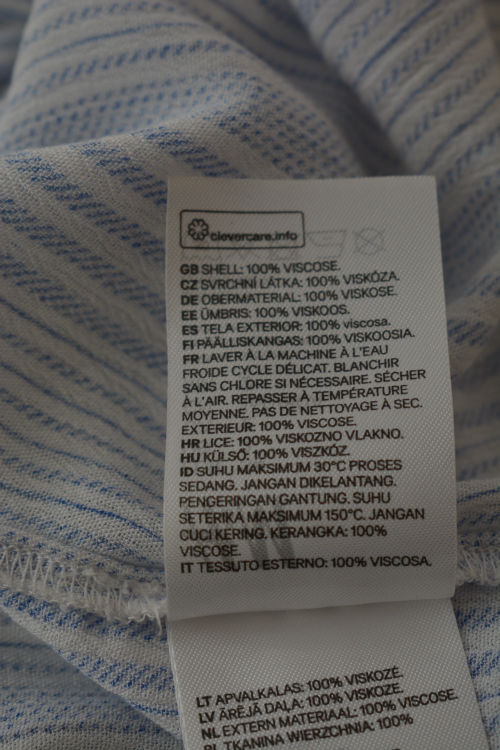 clevercare.info
GB SHELL: 100% VISCOSE.
CZ SVRCHNÍ LÁTKA: 100% VISKÓZA.
DE OBERMATERIAL: 100% VISKOSE.
EE ÜMBRIS: 100% VISKOOS.
ES TELA EXTERIOR: 100% viscosa.
FI PÄÄLLISKANGAS: 100% VISKOOSIA.
FR LAVER À LA MACHINE À L'EAU
FROIDE CYCLE DÉLICAT. BLANCHIR
SANS CHLORE SI NÉCESSAIRE. SÉCHER
À L'AIR. REPASSER À TEMPÉRATURE
MOYENNE. PAS DE NETTOYAGE À SEC.
EXTERIEUR: 100% VISCOSE.
HR LICE: 100% VISKOZNO VLAKNO.
HU KÜLSŐ: 100% VISZKÓZ.
ID SUHU MAKSIMUM 30°C PROSES
SEDANG. JANGAN DIKELANTANG.
PENGERINGAN GANTUNG. SUHU
SETERIKA MAKSIMUM 150°C. JANGAN
CUCI KERING. KERANGKA: 100%
VISCOSE.
IT TESSUTO ESTERNO: 100% VISCOSA.
LT APVALKALAS: 100% VISKOZĖ.
LV ĀRĒJĀ DAĻA: 100% VISKOZE.
NL EXTERN MATERIAAL: 100% VISCOSE.
PL TKANINA WIERZCHNIA: 100%